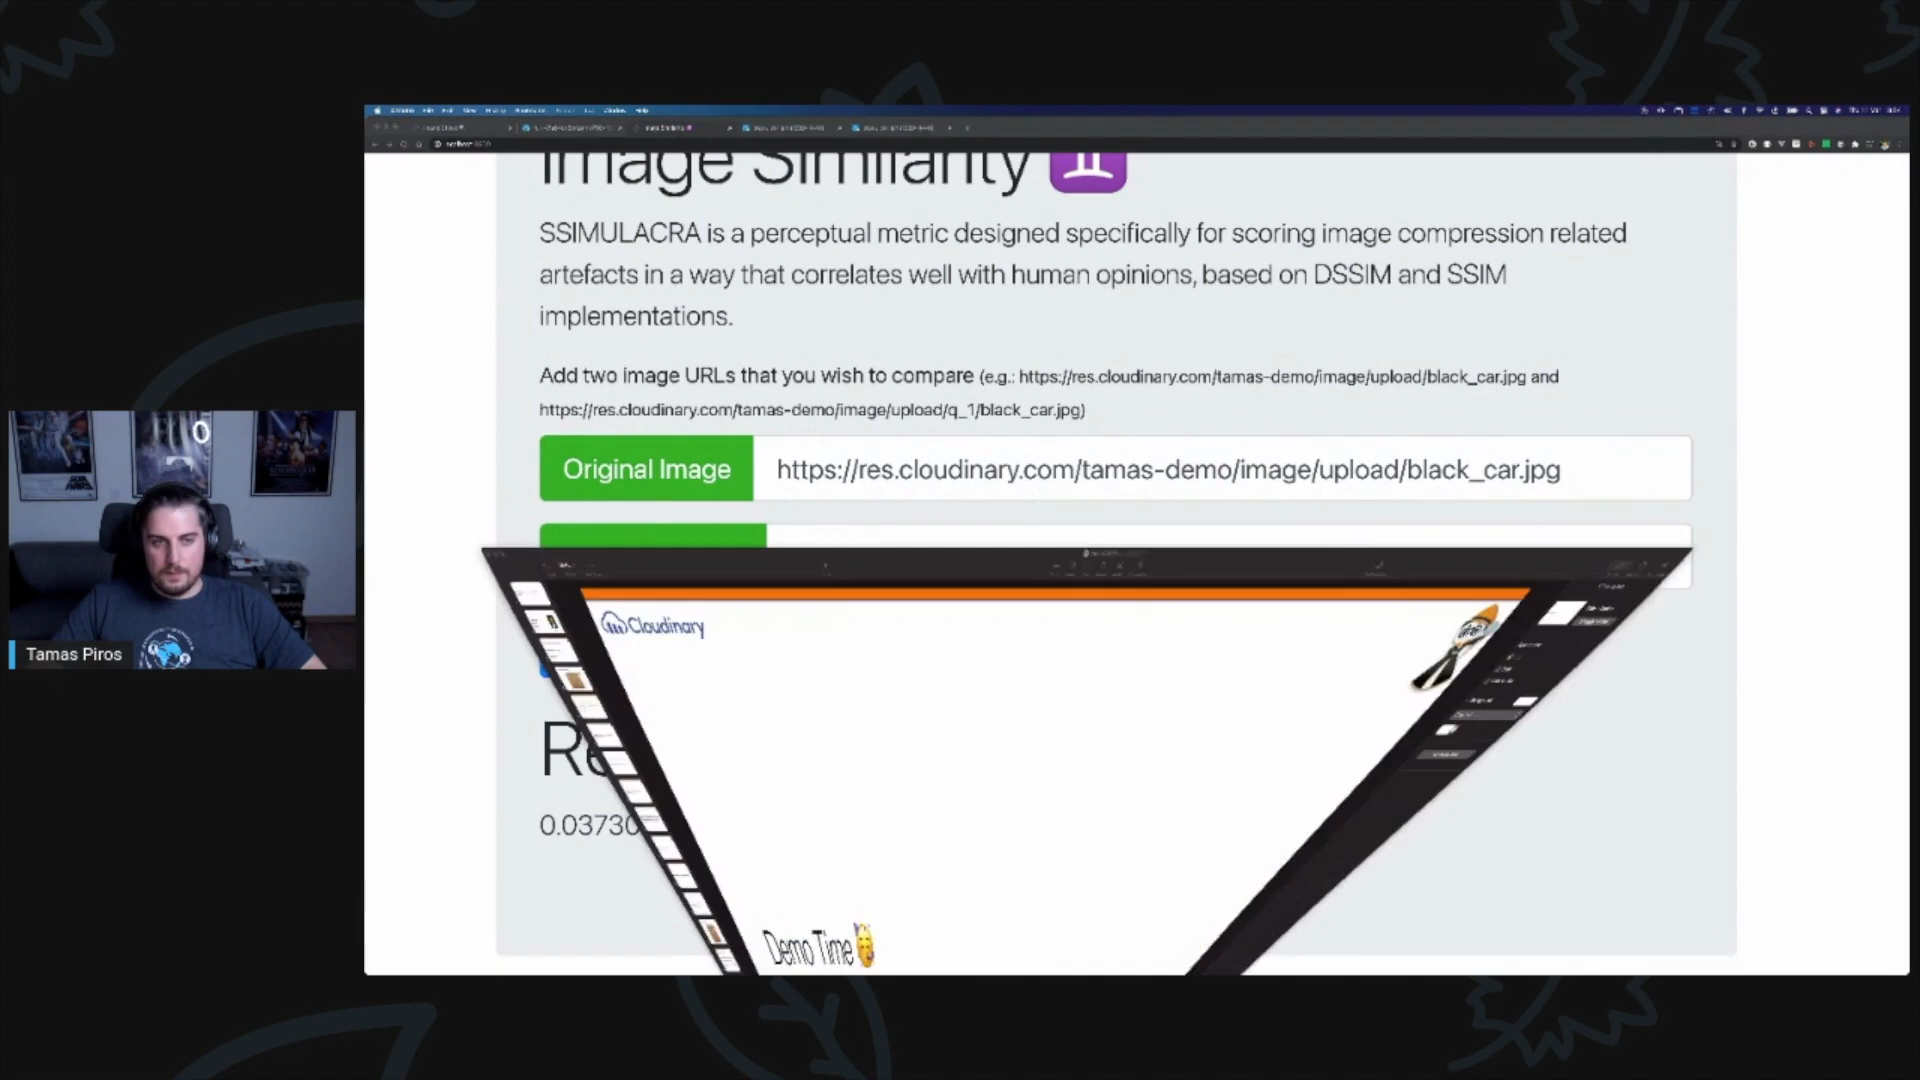 Image Similarity
SSIMULACRA is a perceptual metric designed specifically for scoring image compression related
artefacts in a way that correlates well with human opinions, based on DSSIM and SSIM
implementations.
Add two image URLs that you wish to compare (e.g.: https://res.cloudinary.com/tamas-demo/image/upload/black_car.jpg and
https://res.cloudinary.com/tamas-demo/image/upload/q_1/black_car.jpg)
Original Image https://res.cloudinary.com/tamas-demo/image/upload/black_car.jpg
Cloudinary
Tamas Piros
Re
0.03730
Demo Time